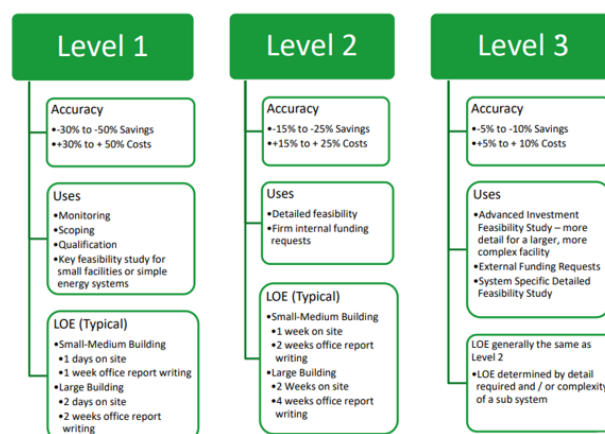 Level 1
Accuracy
•-30% to -50% Savings
•+30% to + 50% Costs
Uses
•Monitoring
•Scoping
•Qualification
•Key feasibility study for
small facilities or simple
energy systems
LOE (Typical)
•Small-Medium Building
•1 days on site
•1 week office report writing
•Large Building
•2 days on site
•2 weeks office report
writing
Level 2
Accuracy
•-15% to -25% Savings
•+15% to + 25% Costs
Uses
•Detailed feasibility
•Firm internal funding
requests
LOE (Typical)
•Small-Medium Building
•1 week on site
•2 weeks office report
writing
•Large Building
•2 Weeks on site
•4 weeks office report
writing
Level 3
Accuracy
•-5% to -10% Savings
•+5% to + 10% Costs
Uses
•Advanced Investment
Feasibility Study – more
detail for a larger, more
complex facility
•External Funding Requests
•System Specific Detailed
Feasibility Study
LOE generally the same as
Level 2
•LOE determined by detail
required and / or complexity
of a sub system